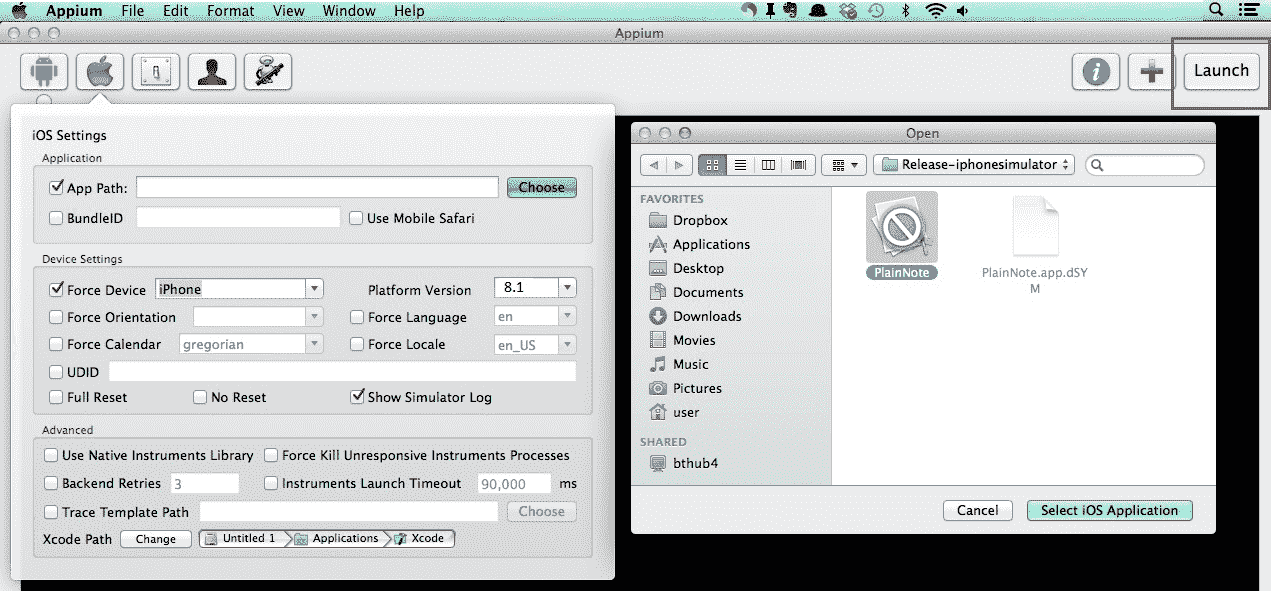 Appium File Edit Format View Window Help
Appium
Launch
iOS Settings
Application
App Path:
Choose
BundleID
Use Mobile Safari
Device Settings
Force Device iPhone
Platform Version 8.1
Force Orientation
Force Language en
Force Calendar gregorian
Force Locale en_US
UDID
Full Reset
No Reset
Show Simulator Log
Advanced
Use Native Instruments Library
Force Kill Unresponsive Instruments Processes
Backend Retries 3
Instruments Launch Timeout 90,000 ms
Trace Template Path
Choose
Xcode Path Change Untitled 1 Applications Xcode
Open
Release-iphonesimulator
FAVORITES
Dropbox
Applications
Desktop
Documents
Downloads
Movies
Music
Pictures
user
SHARED
bthub4
PlainNote
PlainNote.app.dSY
M
Cancel
Select iOS Application